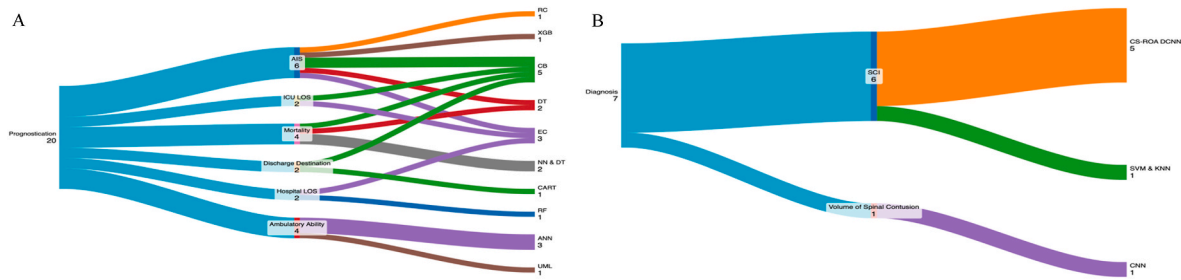 A
Prognostication
20
AIS
6
ICU LOS
2
Mortality
4
Discharge Destination
2
Hospital LOS
2
Ambulatory Ability
4
RC
1
XGB
1
CB
5
DT
2
EC
3
NN & DT
2
CART
1
RF
1
ANN
3
UML
1
B
Diagnosis
7
SCI
6
Volume of Spinal Contusion
1
CS-ROA DCNN
5
SVM & KNN
1
CNN
1